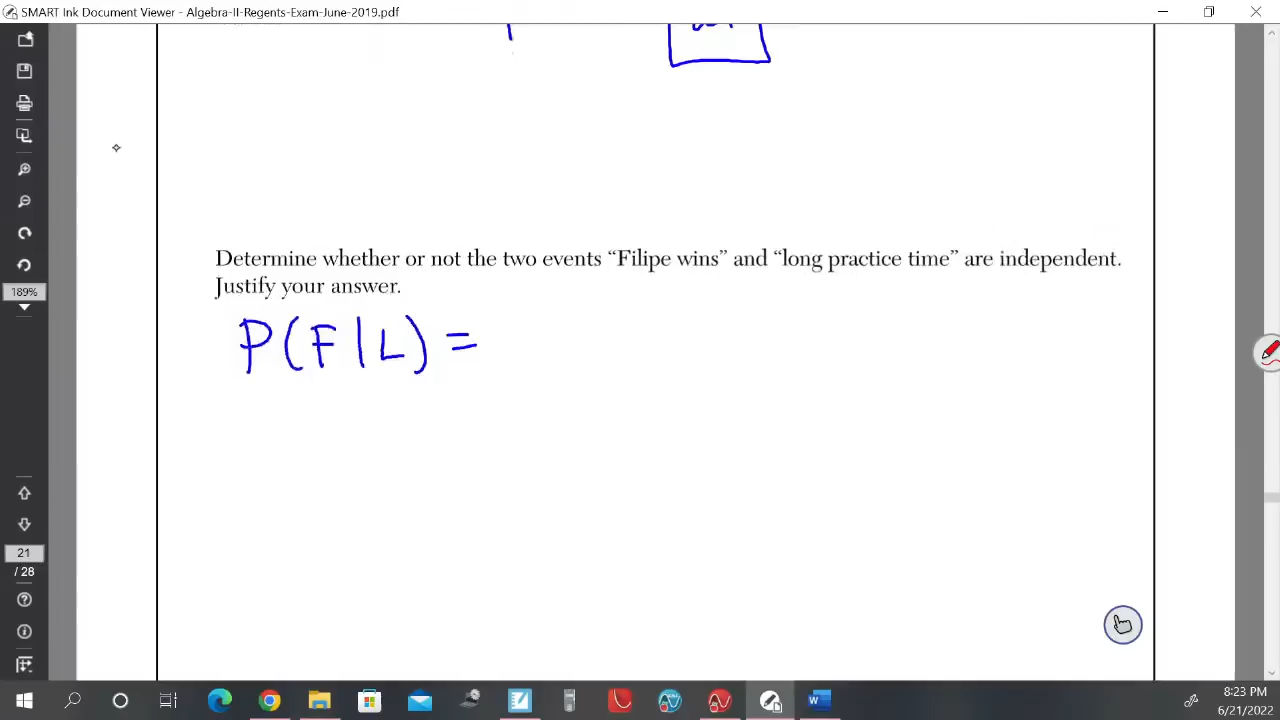 SMART Ink Document Viewer - Algebra-II-Regents-Exam-June-2019.pdf
Determine whether or not the two events “Filipe wins” and “long practice time” are independent.
Justify your answer.
P(F|L) =
189%
21
/ 28
8:23 PM
6/21/2022